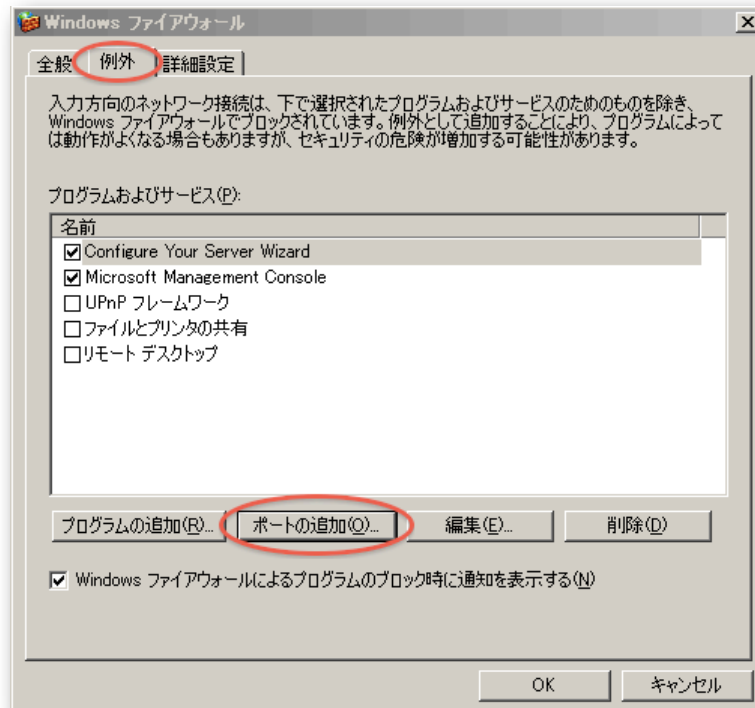 Windows ファイアウォール
全般 例外 詳細設定
入力方向のネットワーク接続は、下で選択されたプログラムおよびサービスのためのものを除き、
Windows ファイアウォールでブロックされています。例外として追加することにより、プログラムによって
は動作がよくなる場合もありますが、セキュリティの危険が増加する可能性があります。
プログラムおよびサービス(P):
名前
Configure Your Server Wizard
Microsoft Management Console
UPnP フレームワーク
ファイルとプリンタの共有
リモート デスクトップ
プログラムの追加(R)... ポートの追加(O)... 編集(E)... 削除(D)
Windows ファイアウォールによるプログラムのブロック時に通知を表示する(N)
OK キャンセル